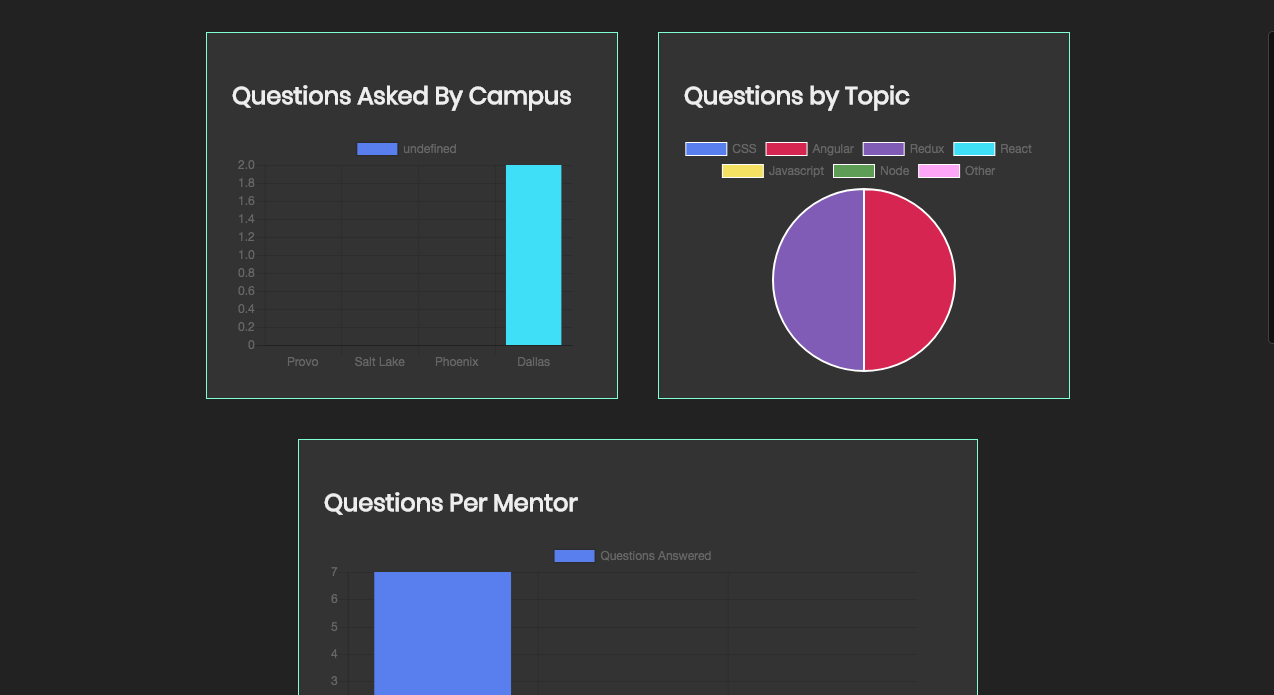 Questions Asked By Campus
undefined
2.0
1.8
1.6
1.4
1.2
1.0
0.8
0.6
0.4
0.2
0
Provo Salt Lake Phoenix Dallas
Questions by Topic
CSS Angular Redux React
Javascript Node Other
Questions Per Mentor
Questions Answered
7
6
5
4
3